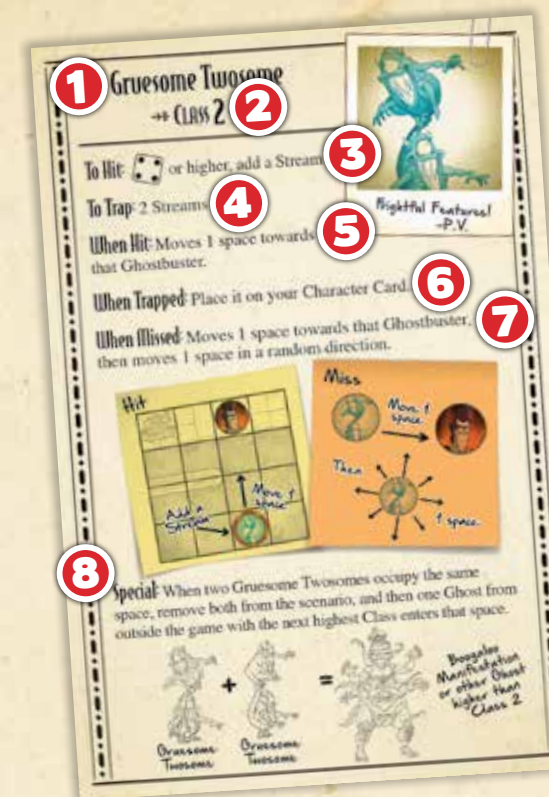 1 Gruesome Twosome
CLASS 2 2
To Hit: or higher, add a Stream 3
To Trap: 2 Streams 4
Frightful Features!
-P.V.
When Hit: Moves 1 space towards 5
that Ghostbuster.
When Trapped: Place it on your Character Card. 6
When Missed: Moves 1 space towards that Ghostbuster, 7
then moves 1 space in a random direction.
Hit
Add a
Stream
Move 1
space
Miss
Move 1
space
Then
1 space
8 Special: When two Gruesome Twosomes occupy the same
space, remove both from the scenario, and then one Ghost from
outside the game with the next highest Class enters that space.
+
=
Gruesome
Twosome
Gruesome
Twosome
Boogaloo
Manifestation
or other Ghost
higher than
Class 2